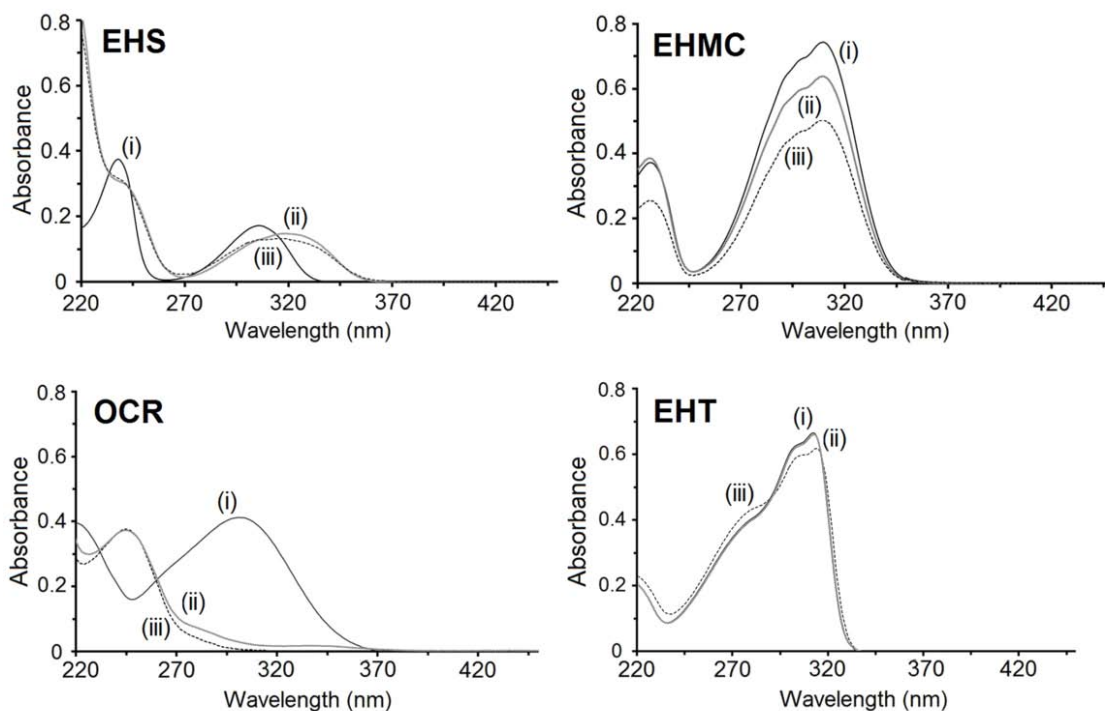 EHS
0.8
0.6
0.4
0.2
0
Absorbance
(i)
(ii)
(iii)
220 270 320 370 420
Wavelength (nm)
EHMC
0.8
0.6
0.4
0.2
0
Absorbance
(i)
(ii)
(iii)
220 270 320 370 420
Wavelength (nm)
OCR
0.8
0.6
0.4
0.2
0
Absorbance
(i)
(ii)
(iii)
220 270 320 370 420
Wavelength (nm)
EHT
0.8
0.6
0.4
0.2
0
Absorbance
(i)
(ii)
(iii)
220 270 320 370 420
Wavelength (nm)